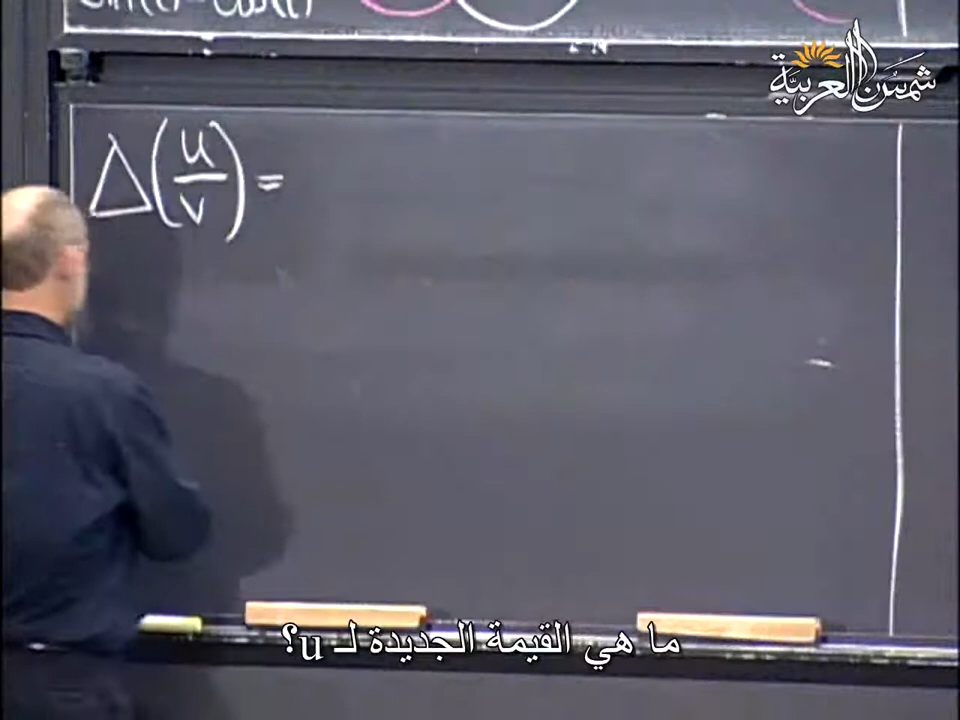 شمس العربية
Δ(u/v) =
ما هي القيمة الجديدة لـ u؟